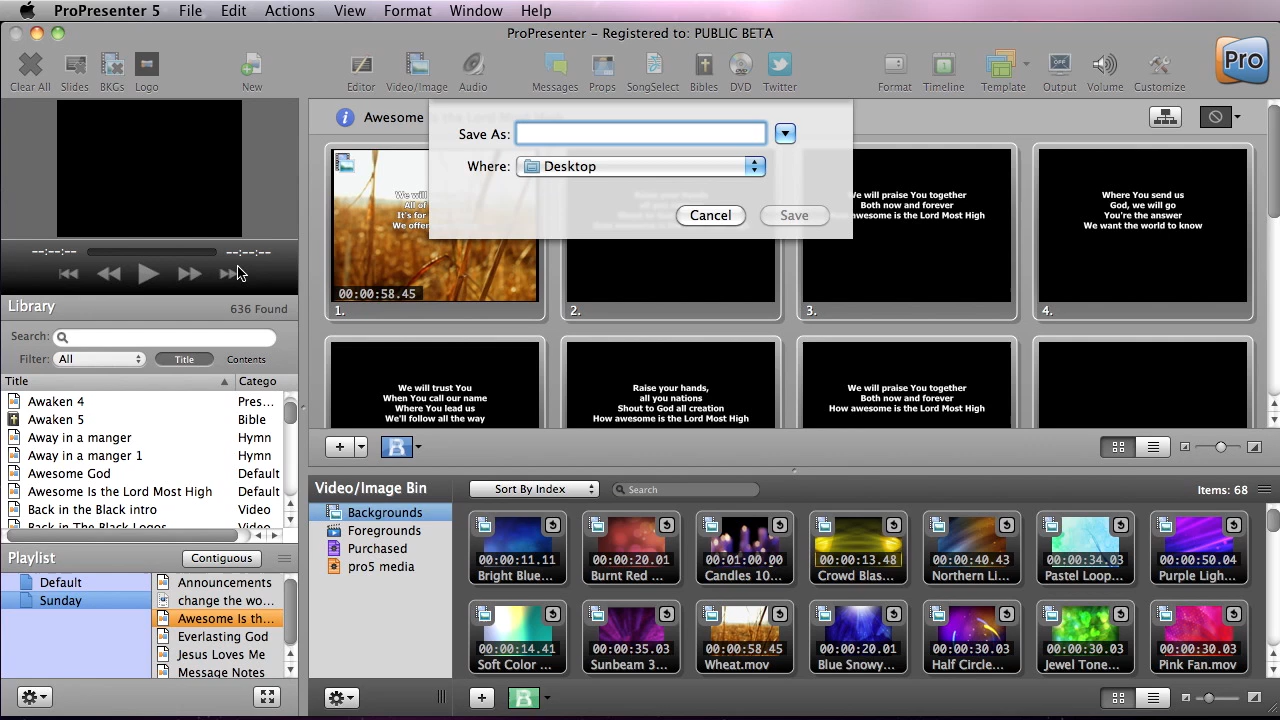 ProPresenter 5 File Edit Actions View Format Window Help
ProPresenter – Registered to: PUBLIC BETA
Clear All Slides BKGs Logo New Editor Video/Image Audio Messages Props SongSelect Bibles DVD Twitter Format Timeline Template Output Volume Customize
Pro
Awesome
Save As:
Where: Desktop
Cancel Save
We will praise You together
Both now and forever
How awesome is the Lord Most High
Where You send us
God, we will go
You're the answer
We want the world to know
00:00:58.45
1. 2. 3. 4.
--:--:-- --:--:--
Library 636 Found
Search:
Filter: All Title Contents
Title Catego
Awaken 4 Pres...
Awaken 5 Bible
Away in a manger Hymn
Away in a manger 1 Hymn
Awesome God Default
Awesome Is the Lord Most High Default
Back in the Black intro Video
Back in The Black Logos Video
We will trust You
When You call our name
Where You lead us
We'll follow all the way
Raise your hands,
all you nations
Shout to God all creation
How awesome is the Lord Most High
We will praise You together
Both now and forever
How awesome is the Lord Most High
Playlist Contiguous
Default
Sunday
Announcements
change the wo...
Awesome Is th...
Everlasting God
Jesus Loves Me
Message Notes
Video/Image Bin Sort By Index Search Items: 68
Backgrounds
Foregrounds
Purchased
pro5 media
00:00:11.11 00:00:20.01 00:01:00.00 00:00:13.48 00:00:40.43 00:00:34.03 00:00:50.04
Bright Blue... Burnt Red ... Candles 10... Crowd Blas... Northern Li... Pastel Loop... Purple Ligh...
00:00:14.41 00:00:35.03 00:00:58.45 00:00:20.01 00:00:30.03 00:00:30.03 00:00:30.03
Soft Color ... Sunbeam 3... Wheat.mov Blue Snowy... Half Circle... Jewel Tone... Pink Fan.mov